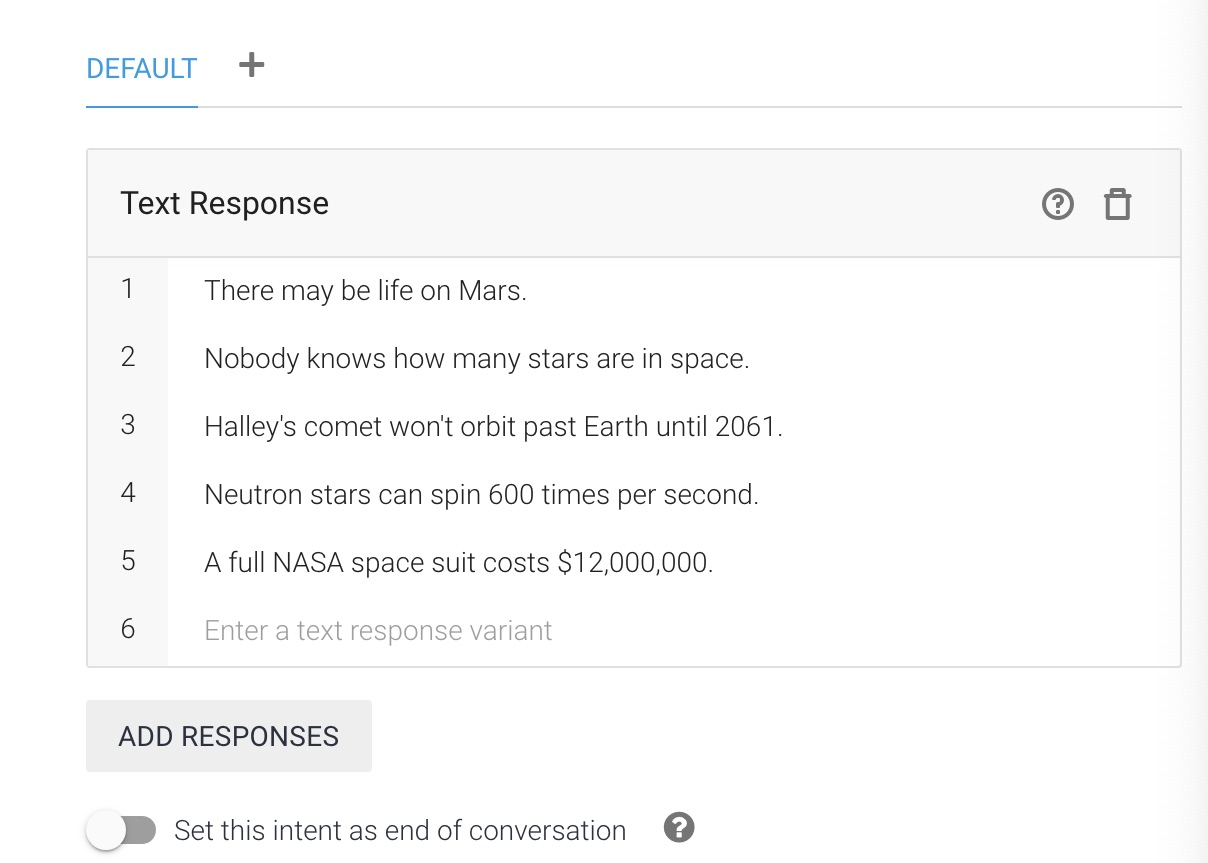 DEFAULT +
Text Response
1 There may be life on Mars.
2 Nobody knows how many stars are in space.
3 Halley's comet won't orbit past Earth until 2061.
4 Neutron stars can spin 600 times per second.
5 A full NASA space suit costs $12,000,000.
6 Enter a text response variant
ADD RESPONSES
Set this intent as end of conversation